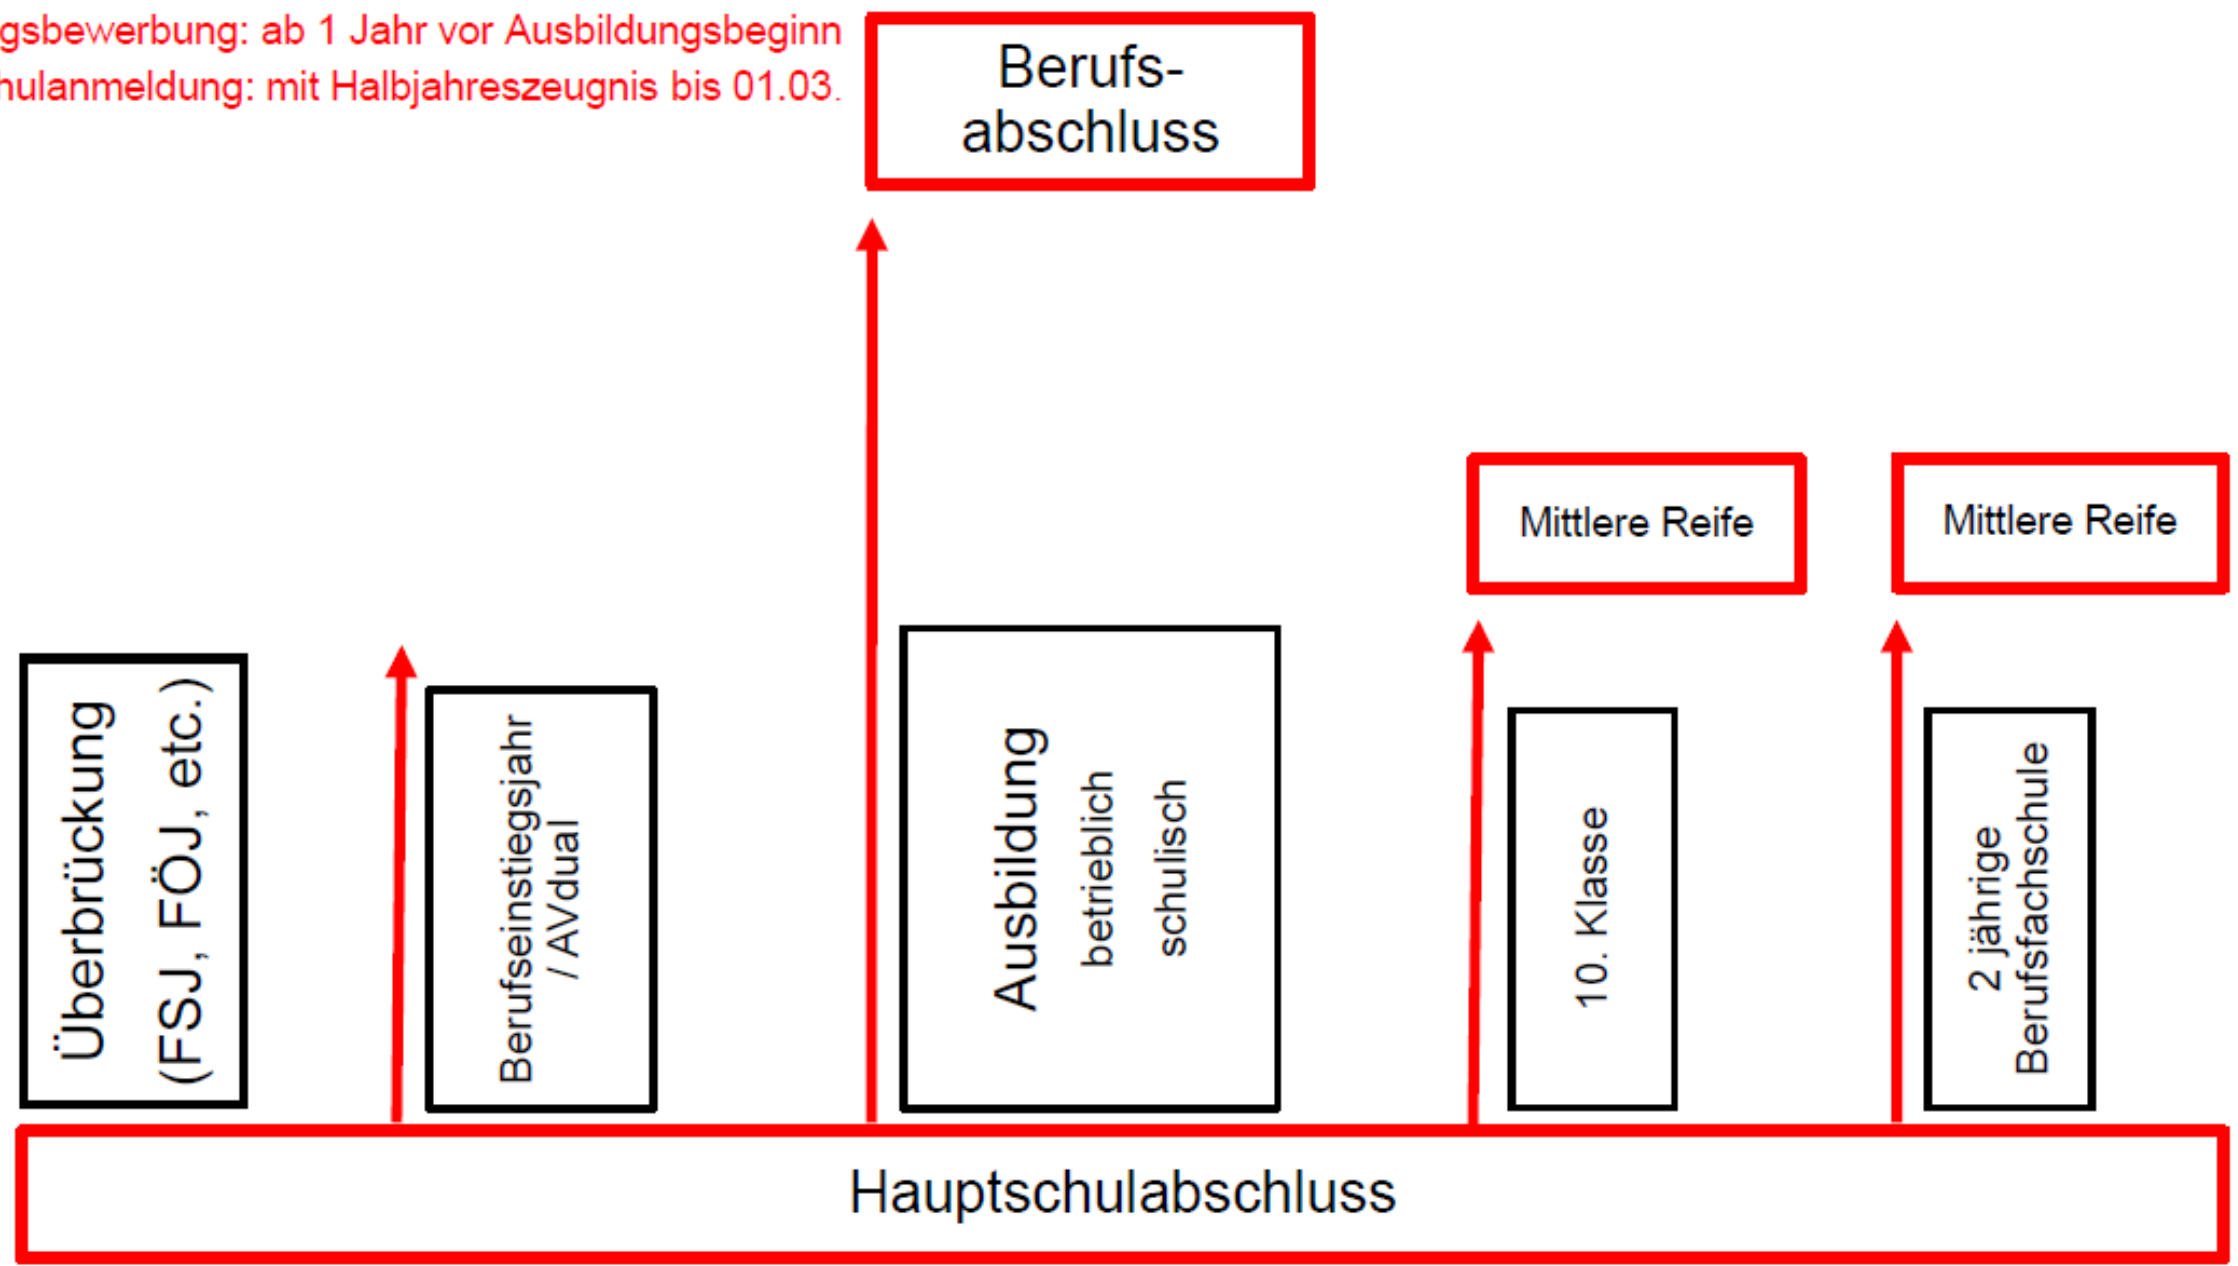 gsbewerbung: ab 1 Jahr vor Ausbildungsbeginn
hulanmeldung: mit Halbjahreszeugnis bis 01.03.
Berufs-
abschluss
Mittlere Reife
Mittlere Reife
Überbrückung
(FSJ, FÖJ, etc.)
Berufseinstiegsjahr
/ AVdual
Ausbildung
betrieblich
schulisch
10. Klasse
2 jährige
Berufsfachschule
Hauptschulabschluss